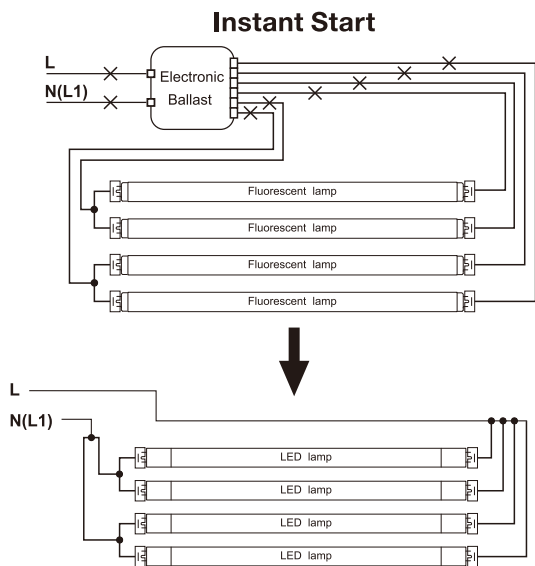 Instant Start
L
N(L1)
Electronic
Ballast
Fluorescent lamp
Fluorescent lamp
Fluorescent lamp
Fluorescent lamp
L
N(L1)
LED lamp
LED lamp
LED lamp
LED lamp